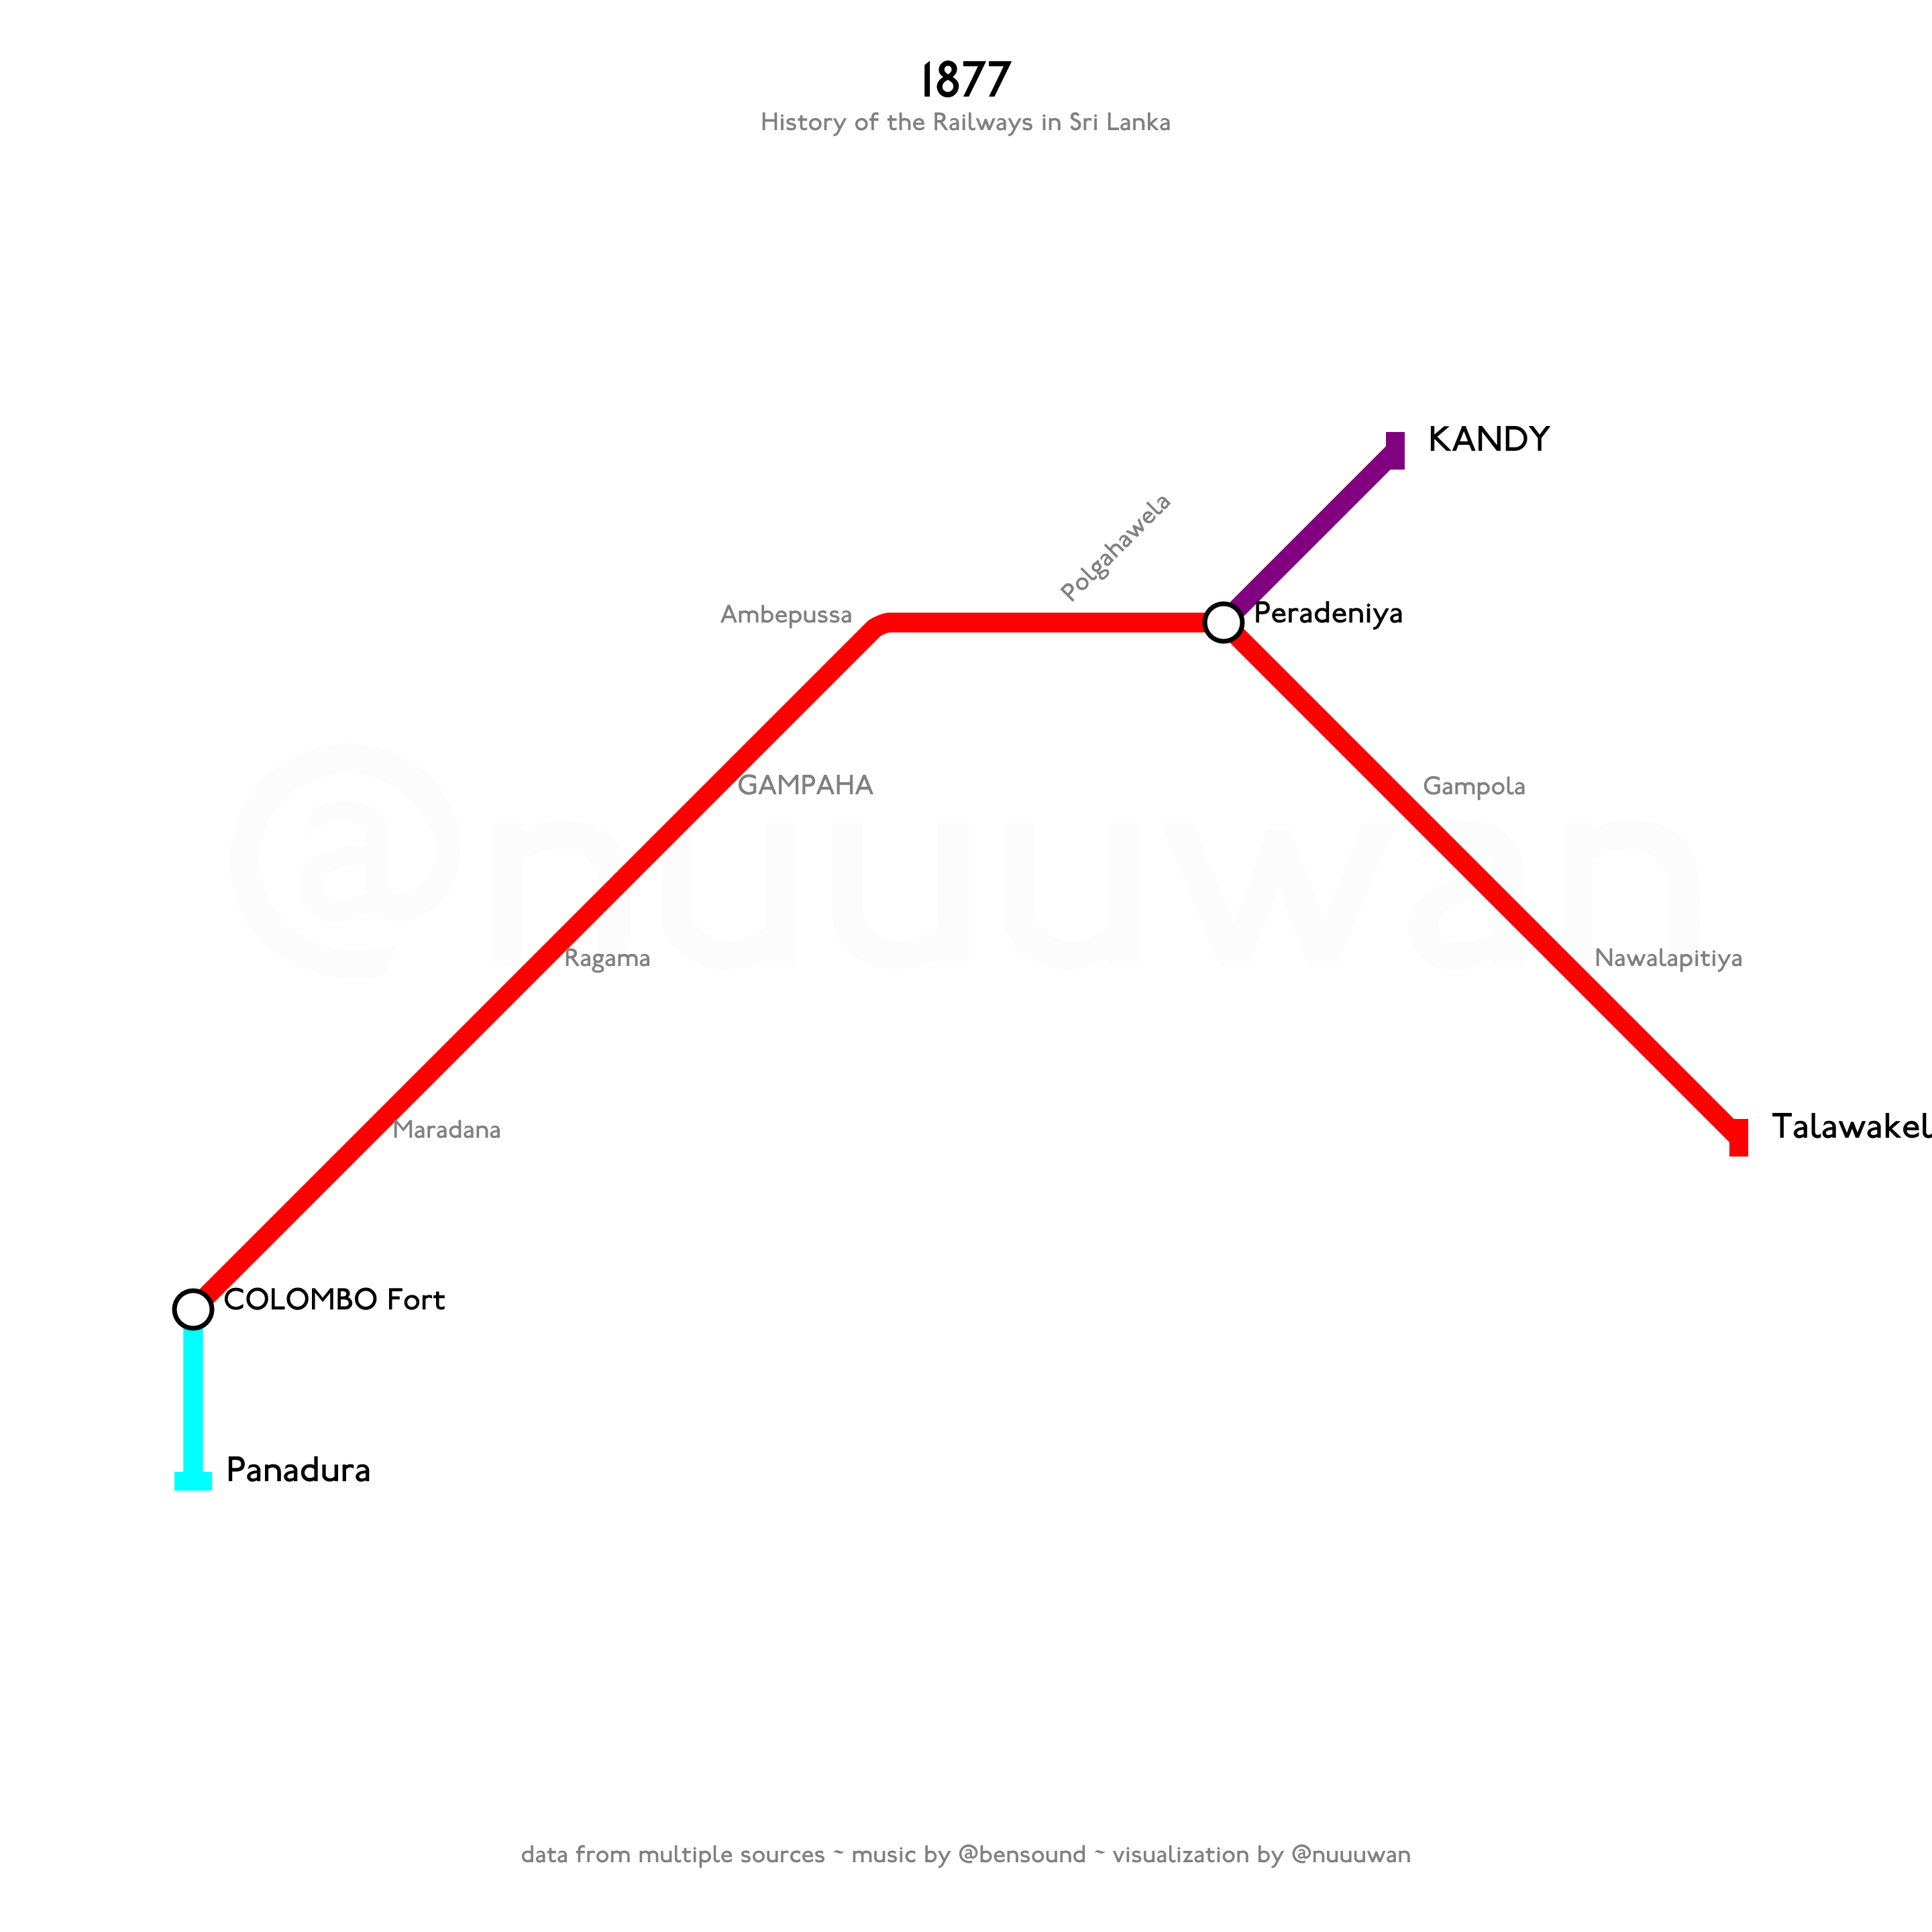 1877
History of the Railways in Sri Lanka
KANDY
Polgahawela
Ambepussa
Peradeniya
GAMPAHA
Gampola
@nuuuwan
Ragama
Nawalapitiya
Maradana
Talawakel
COLOMBO Fort
Panadura
data from multiple sources ~ music by @bensound ~ visualization by @nuuuwan